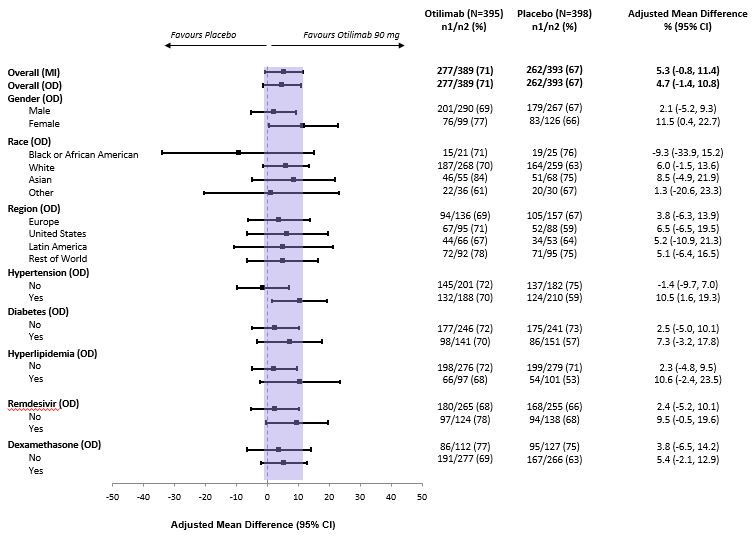 Otilimab (N=395) Placebo (N=398) Adjusted Mean Difference
n1/n2 (%) n1/n2 (%) % (95% CI)
Favours Placebo Favours Otilimab 90 mg
Overall (MI) 277/389 (71) 262/393 (67) 5.3 (-0.8, 11.4)
Overall (OD) 277/389 (71) 262/393 (67) 4.7 (-1.4, 10.8)
Gender (OD)
Male 201/290 (69) 179/267 (67) 2.1 (-5.2, 9.3)
Female 76/99 (77) 83/126 (66) 11.5 (0.4, 22.7)
Race (OD)
Black or African American 15/21 (71) 19/25 (76) -9.3 (-33.9, 15.2)
White 187/268 (70) 164/259 (63) 6.0 (-1.5, 13.6)
Asian 46/55 (84) 51/68 (75) 8.5 (-4.9, 21.9)
Other 22/36 (61) 20/30 (67) 1.3 (-20.6, 23.3)
Region (OD)
Europe 94/136 (69) 105/157 (67) 3.8 (-6.3, 13.9)
United States 67/95 (71) 52/88 (59) 6.5 (-6.5, 19.5)
Latin America 44/66 (67) 34/53 (64) 5.2 (-10.9, 21.3)
Rest of World 72/92 (78) 71/95 (75) 5.1 (-6.4, 16.5)
Hypertension (OD)
No 145/201 (72) 137/182 (75) -1.4 (-9.7, 7.0)
Yes 132/188 (70) 124/210 (59) 10.5 (1.6, 19.3)
Diabetes (OD)
No 177/246 (72) 175/241 (73) 2.5 (-5.0, 10.1)
Yes 98/141 (70) 86/151 (57) 7.3 (-3.2, 17.8)
Hyperlipidemia (OD)
No 198/276 (72) 199/279 (71) 2.3 (-4.8, 9.5)
Yes 66/97 (68) 54/101 (53) 10.6 (-2.4, 23.5)
Remdesivir (OD) 180/265 (68) 168/255 (66) 2.4 (-5.2, 10.1)
No 97/124 (78) 94/138 (68) 9.5 (-0.5, 19.6)
Yes
Dexamethasone (OD) 86/112 (77) 95/127 (75) 3.8 (-6.5, 14.2)
No 191/277 (69) 167/266 (63) 5.4 (-2.1, 12.9)
Yes
-50 -40 -30 -20 -10 0 10 20 30 40 50
Adjusted Mean Difference (95% CI)